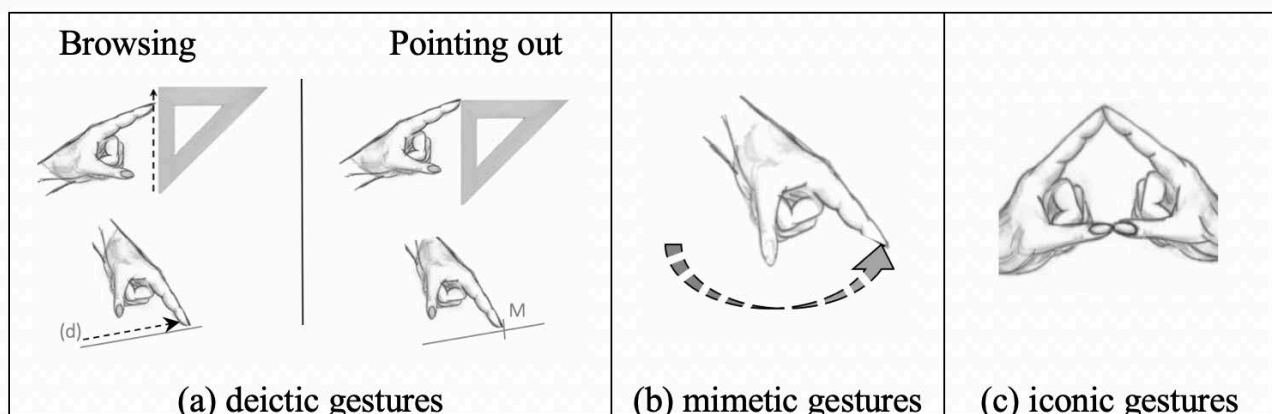 Browsing
Pointing out
(d)
M
(a) deictic gestures
(b) mimetic gestures
(c) iconic gestures